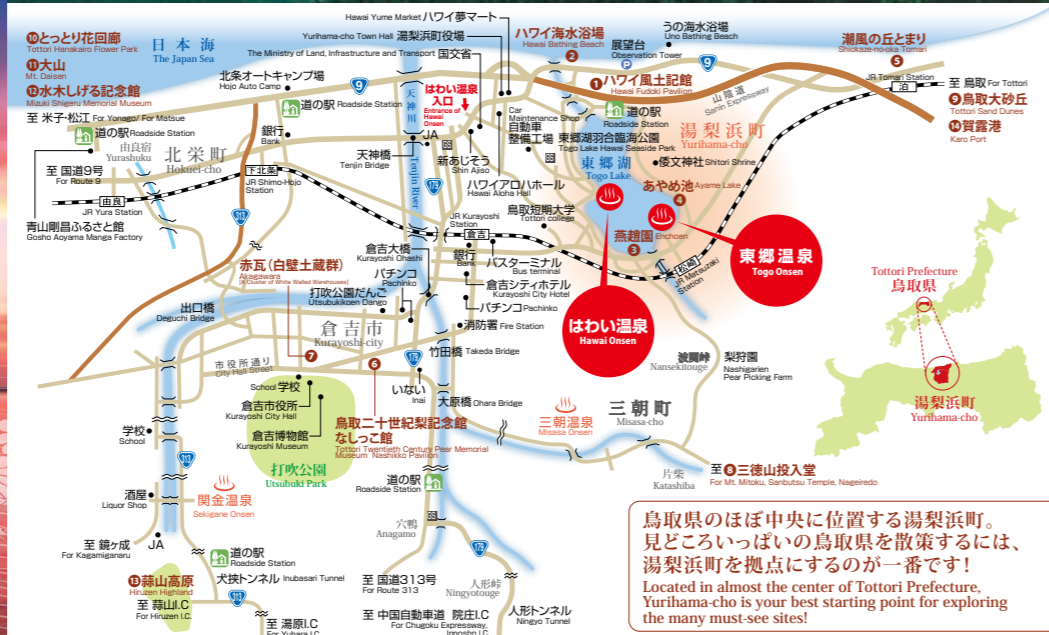 ❿とっとり花回廊
Tottori Hanakairo Flower Park
⓫大山
Mt. Daisen
⓬水木しげる記念館
Mizuki Shigeru Memorial Museum
至 米子・松江 For Yonago/ For Matsue
道の駅 Roadside Station
由良宿
Yurashuku
至 国道9号
For Route 9
由良
JR Yura Station
青山剛昌ふるさと館
Gosho Aoyama Manga Factory
日本海
The Japan Sea
北条オートキャンプ場
Hojo Auto Camp
9
道の駅 Roadside Station
銀行
Bank
北栄町
Hokuei-cho
下北条
JR Shimo-Hojo
Station
313
Hawai Yume Market ハワイ夢マート
Yurihama-cho Town Hall 湯梨浜町役場
The Ministry of Land, Infrastructure and Transport 国交省
天神川
Tenjin River
はわい温泉
入口
Entrance of
Hawai
Onsen
JA
天神橋
Tenjin Bridge
179
新あじそう
Shin Ajiso
ハワイアロハホール
Hawai Aloha Hall
Car
Maintenance Shop
自動車
整備工場
ハワイ海水浴場
Hawai Bathing Beach
❷
展望台
Observation Tower
P
うの海水浴場
Uno Bathing Beach
9
潮風の丘とまり
Shiokaze-no-oka Tomari
❺
❶ハワイ風土記館
Hawai Fudoki Pavilion
道の駅
Roadside Station
山陰道
Sanin Expressway
JR Tomari Station
泊
至 鳥取 For Tottori
❾鳥取大砂丘
Tottori Sand Dunes
⓮賀露港
Karo Port
湯梨浜町
Yurihama-cho
東郷湖羽合臨海公園
Togo Lake Hawai Seaside Park
東郷湖
Togo Lake
倭文神社 Shitori Shrine
あやめ池 Ayame Lake
❹
鳥取短期大学
Tottori college
燕趙園 Enchoen
❸
松崎
JR Matsuzaki
Station
東郷温泉
Togo Onsen
はわい温泉
Hawai Onsen
JR Kurayoshi
Station
倉吉
銀行
Bank
バスターミナル
Bus terminal
倉吉シティホテル
Kurayoshi City Hotel
パチンコ Pachinko
消防署 Fire Station
倉吉大橋
Kurayoshi Ohashi
パチンコ
Pachinko
打吹公園だんご
Utsubukikoen Dango
赤瓦(白壁土蔵群)
Akagawara
(A Cluster of White Walled Warehouses)
出口橋
Deguchi Bridge
倉吉市
Kurayoshi-city
市役所通り
City Hall Street
❼
❻
179
竹田橋 Takeda Bridge
いない
Inai
大原橋 Ohara Bridge
School 学校
倉吉市役所
Kurayoshi City Hall
倉吉博物館
Kurayoshi Museum
打吹公園
Utsubuki Park
鳥取二十世紀梨記念館
なしっこ館
Tottori Twentieth Century Pear Memorial
Museum Nashikko Pavilion
波関峠
Nansekitouge
梨狩園
Nashigarien
Pear Picking Farm
三朝温泉
Misasa Onsen
三朝町
Misasa-cho
片柴
Katashiba
至❽三徳山投入堂
For Mt. Mitoku, Sanbutsu Temple, Nageiredo
学校
School
313
酒屋
Liquor Shop
関金温泉
Sekigane Onsen
至 鏡ヶ成
For Kagamiganaru
JA
道の駅
Roadside Station
⓭蒜山高原
Hiruzen Highland
至 蒜山I.C
For Hiruzen I.C.
犬挟トンネル Inubasari Tunnel
313
至 湯原I.C
For Yubara I.C.
道の駅
Roadside Station
穴鴨
Anagamo
179
至 国道313号
For Route 313
人形峠
Ningyotouge
至 中国自動車道 院庄I.C
For Chugoku Expressway,
Innosho I.C.
人形トンネル
Ningyo Tunnel
Tottori Prefecture
鳥取県
湯梨浜町
Yurihama-cho
鳥取県のほぼ中央に位置する湯梨浜町。
見どころいっぱいの鳥取県を散策するには、
湯梨浜町を拠点にするのが一番です!
Located in almost the center of Tottori Prefecture,
Yurihama-cho is your best starting point for exploring
the many must-see sites!